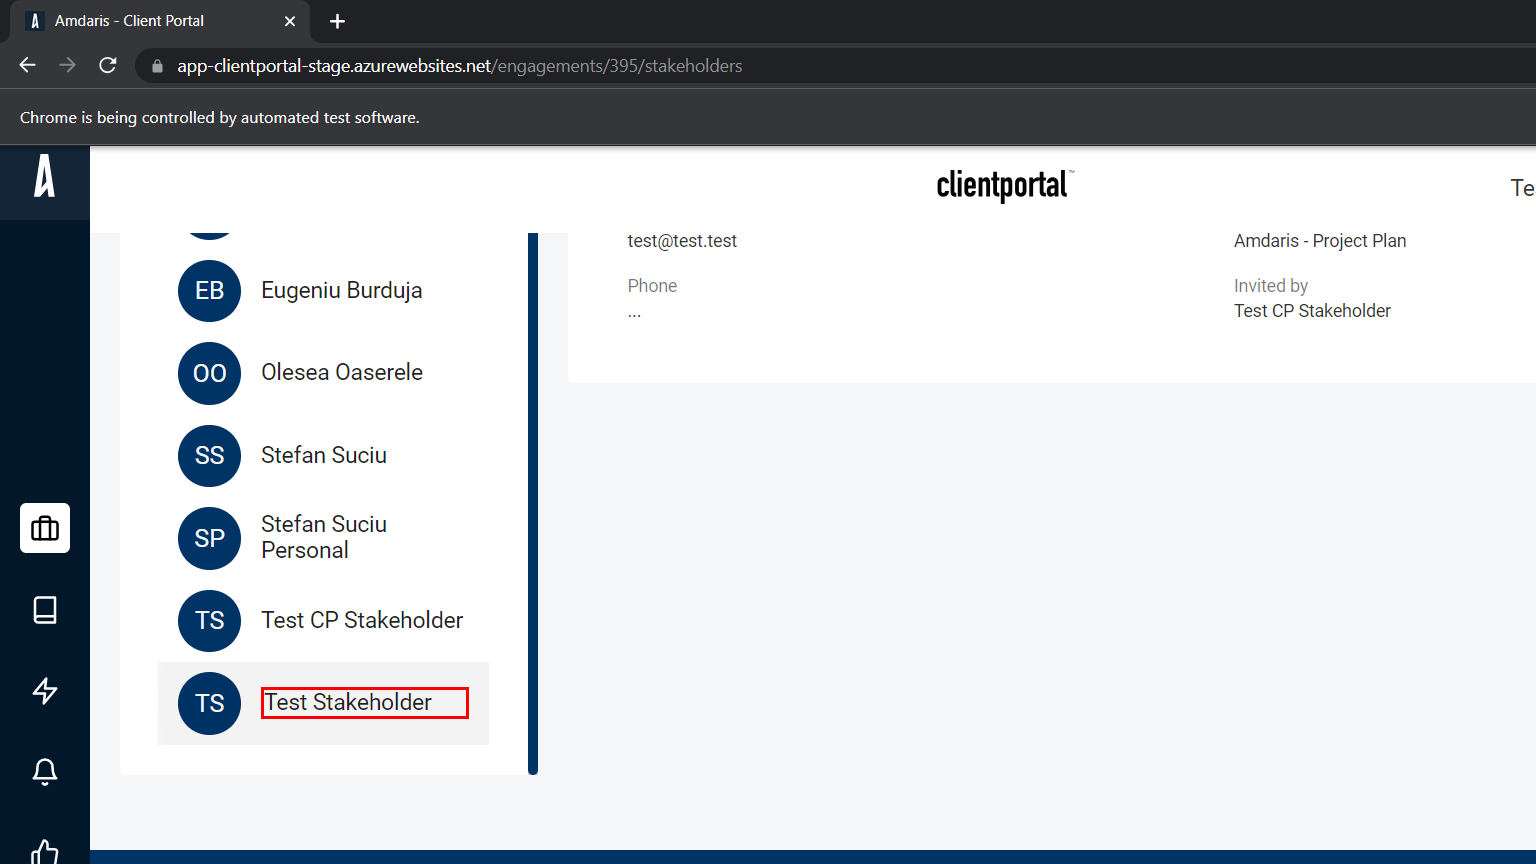 Amdaris - Client Portal
app-clientportal-stage.azurewebsites.net/engagements/395/stakeholders
Chrome is being controlled by automated test software.
clientportal™
Te
test@test.test
Amdaris - Project Plan
EB Eugeniu Burduja
Phone
Invited by
...
Test CP Stakeholder
OO Olesea Oaserele
SS Stefan Suciu
SP Stefan Suciu
Personal
TS Test CP Stakeholder
TS Test Stakeholder